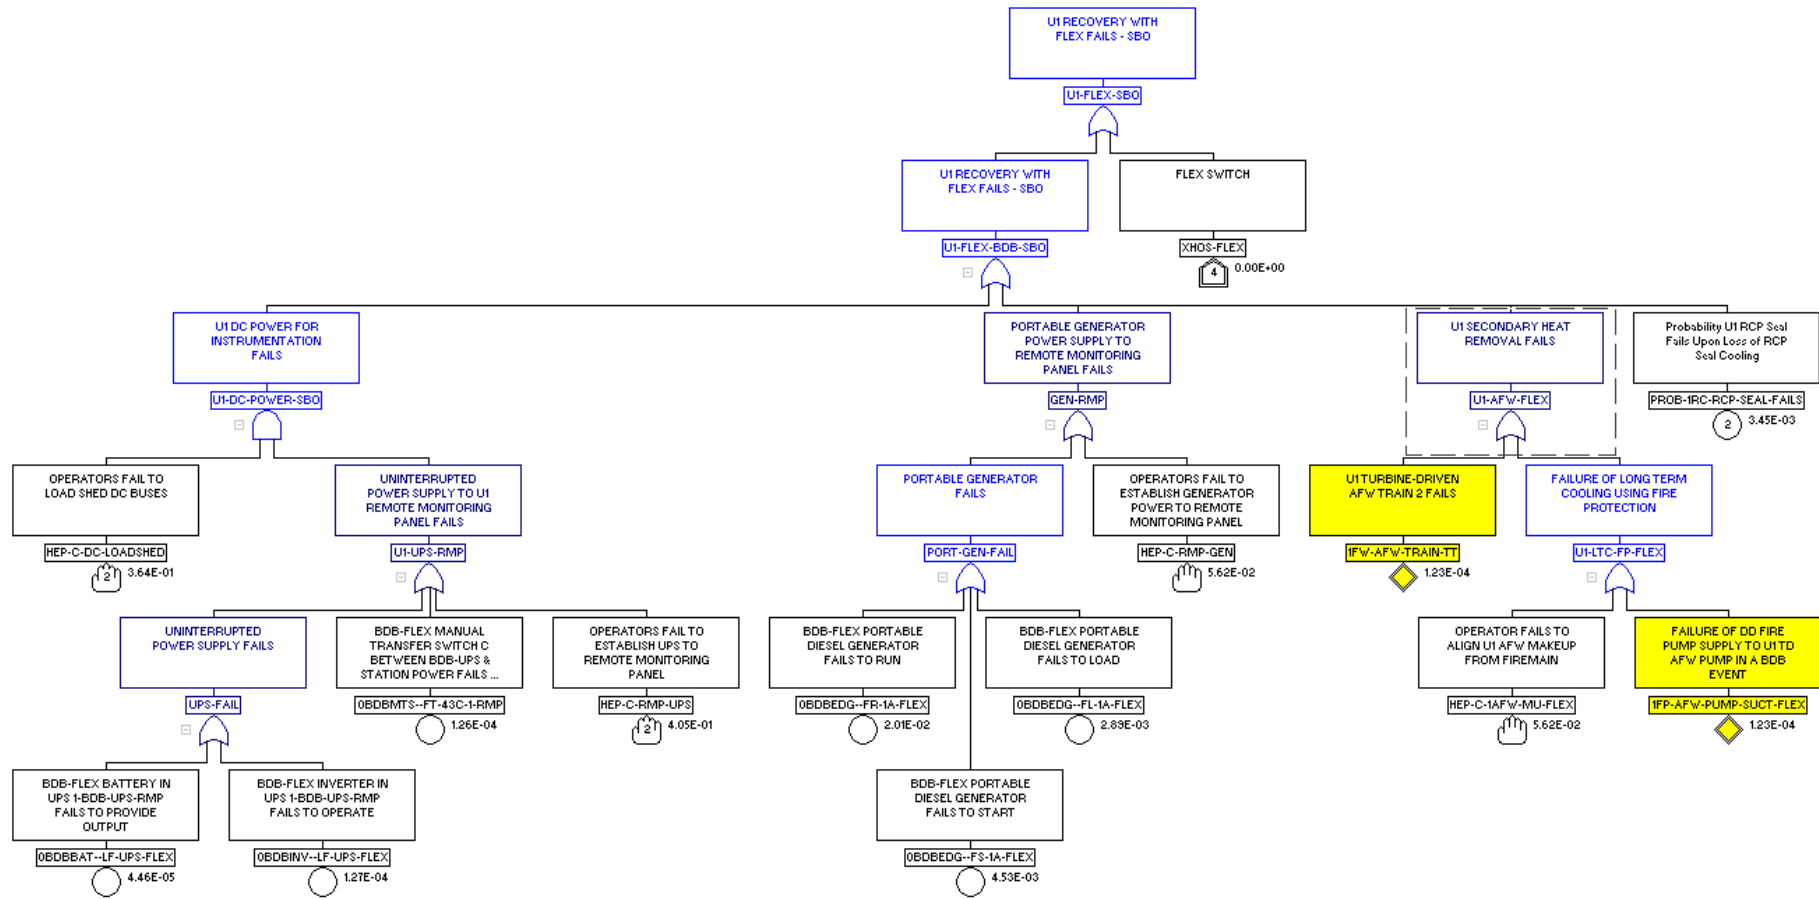 U1 RECOVERY WITH
FLEX FAILS - SBO
U1-FLEX-SBO
U1 RECOVERY WITH
FLEX FAILS - SBO
U1-FLEX-BDB-SBO
FLEX SWITCH
XHOS-FLEX
4
0.00E+00
U1 DC POWER FOR
INSTRUMENTATION
FAILS
U1-DC-POWER-SBO
PORTABLE GENERATOR
POWER SUPPLY TO
REMOTE MONITORING
PANEL FAILS
GEN-RMP
U1 SECONDARY HEAT
REMOVAL FAILS
U1-AFW-FLEX
Probability U1 RCP Seal
Fails Upon Loss of RCP
Seal Cooling
PROB-1RC-RCP-SEAL-FAILS
2
3.45E-03
OPERATORS FAIL TO
LOAD SHED DC BUSES
HEP-C-DC-LOADSHED
2
3.64E-01
UNINTERRUPTED
POWER SUPPLY TO U1
REMOTE MONITORING
PANEL FAILS
U1-UPS-RMP
PORTABLE GENERATOR
FAILS
PORT-GEN-FAIL
OPERATORS FAIL TO
ESTABLISH GENERATOR
POWER TO REMOTE
MONITORING PANEL
HEP-C-RMP-GEN
5.62E-02
U1 TURBINE-DRIVEN
AFW TRAIN 2 FAILS
1FW-AFW-TRAIN-TT
1.23E-04
FAILURE OF LONG TERM
COOLING USING FIRE
PROTECTION
U1-LTC-FP-FLEX
UNINTERRUPTED
POWER SUPPLY FAILS
UPS-FAIL
BDB-FLEX MANUAL
TRANSFER SWITCH C
BETWEEN BDB-UPS &
STATION POWER FAILS ...
0BDBMTS--FT-43C-1-RMP
1.26E-04
OPERATORS FAIL TO
ESTABLISH UPS TO
REMOTE MONITORING
PANEL
HEP-C-RMP-UPS
2
4.05E-01
BDB-FLEX PORTABLE
DIESEL GENERATOR
FAILS TO RUN
0BDBEDG--FR-1A-FLEX
2.01E-02
BDB-FLEX PORTABLE
DIESEL GENERATOR
FAILS TO LOAD
0BDBEDG--FL-1A-FLEX
2.89E-03
OPERATOR FAILS TO
ALIGN U1 AFW MAKEUP
FROM FIREMAIN
HEP-C-1AFW-MU-FLEX
5.62E-02
FAILURE OF DD FIRE
PUMP SUPPLY TO U1 TD
AFW PUMP IN A BDB
EVENT
1FP-AFW-PUMP-SUCT-FLEX
1.23E-04
BDB-FLEX BATTERY IN
UPS 1-BDB-UPS-RMP
FAILS TO PROVIDE
OUTPUT
0BDBBAT--LF-UPS-FLEX
4.46E-05
BDB-FLEX INVERTER IN
UPS 1-BDB-UPS-RMP
FAILS TO OPERATE
0BDBINV--LF-UPS-FLEX
1.27E-04
BDB-FLEX PORTABLE
DIESEL GENERATOR
FAILS TO START
0BDBEDG--FS-1A-FLEX
4.53E-03